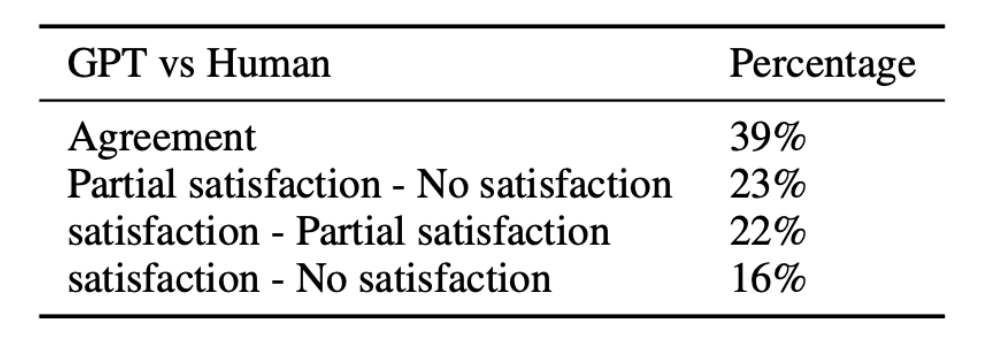 GPT vs Human Percentage
Agreement 39%
Partial satisfaction - No satisfaction 23%
satisfaction - Partial satisfaction 22%
satisfaction - No satisfaction 16%